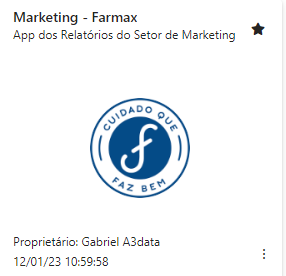 Marketing - Farmax
App dos Relatórios do Setor de Marketing
CUIDADO QUE
f
FAZ BEM
Proprietário: Gabriel A3data
12/01/23 10:59:58